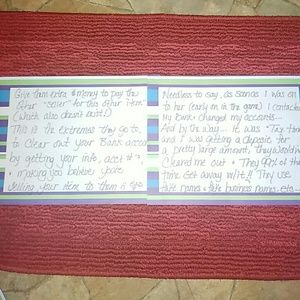 Give them extra $ money to pay the
other "seller" for this other item"
(which also doesn't exist!)
This is the extremes they go to,
to clear out your Bank acct
by getting your info, acct #'s,
+ making you believe you're
selling your item to them
Needless to say, as soon as I was on
to her (early on in the game) I contacted
my bank + changed my accounts--
And by the way -- it was "Tax time"
and I was getting a deposit for
a pretty large amount, they would've
Cleared me out + They 90% of the
time get away w/it!! They use
fake names + fake business names, etc--